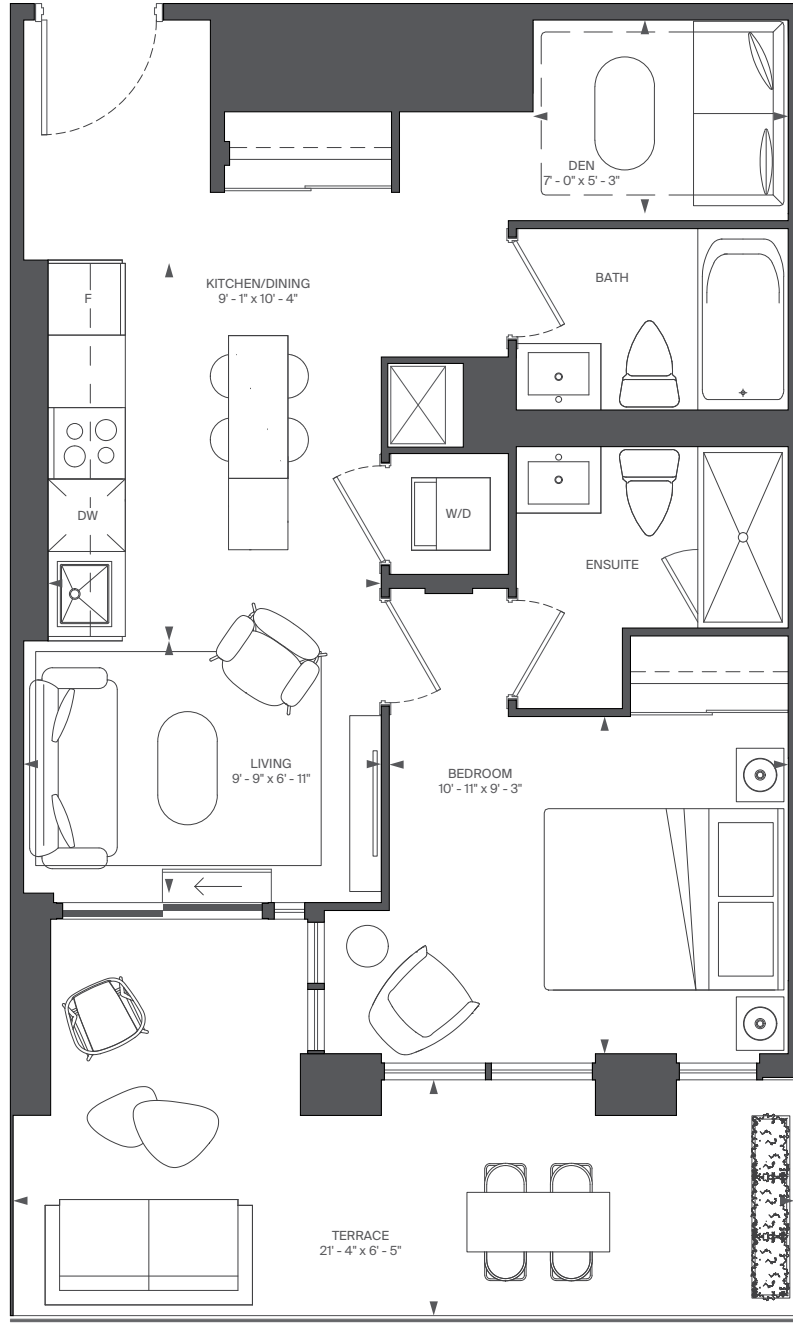 DEN
7' - 0" x 5' - 3"
KITCHEN/DINING
9' - 1" x 10' - 4"
BATH
F
DW
W/D
ENSUITE
LIVING
9' - 9" x 6' - 11"
BEDROOM
10' - 11" x 9' - 3"
TERRACE
21' - 4" x 6' - 5"